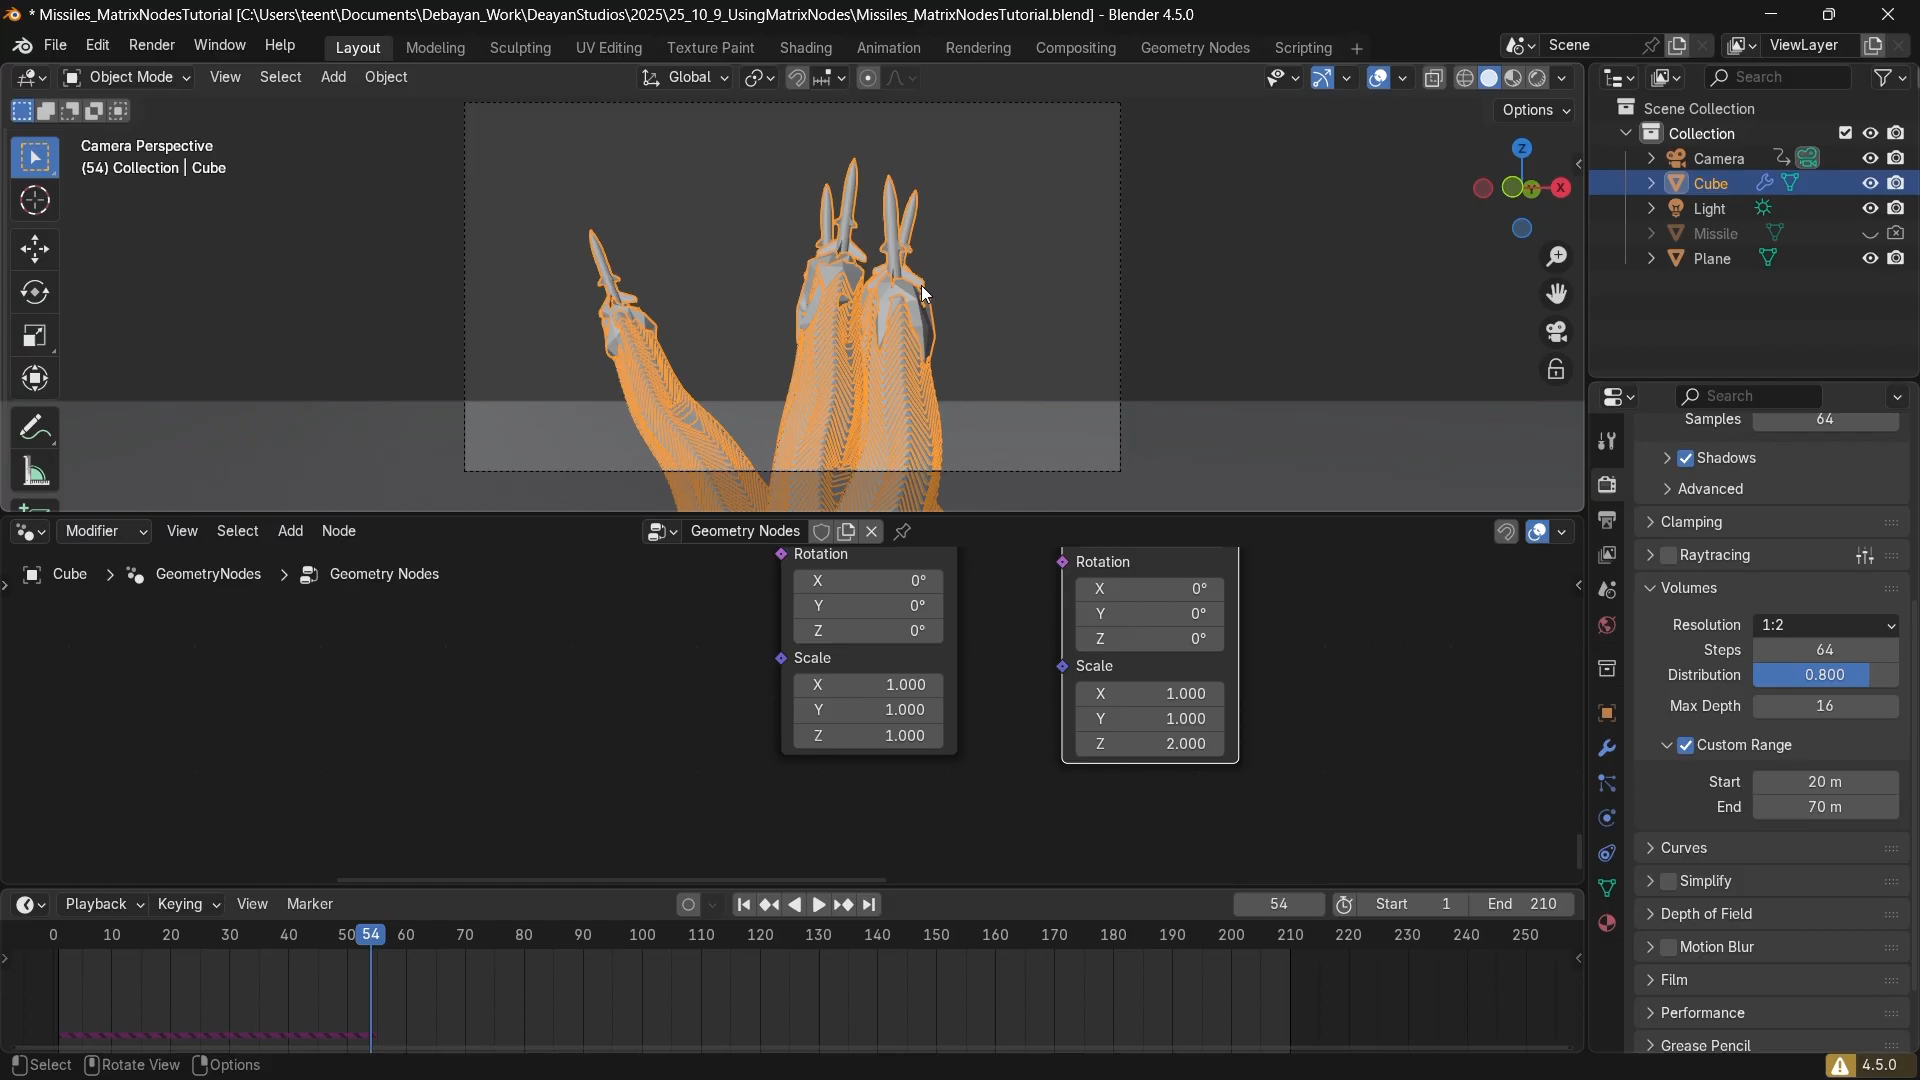 * Missiles_MatrixNodesTutorial [C:\Users\teent\Documents\Debayan_Work\DeayanStudios\2025\25_10_9_UsingMatrixNodes\Missiles_MatrixNodesTutorial.blend] - Blender 4.5.0
File Edit Render Window Help Layout Modeling Sculpting UV Editing Texture Paint Shading Animation Rendering Compositing Geometry Nodes Scripting + Scene ViewLayer
Object Mode View Select Add Object Global Search
Options
Scene Collection
Collection
Camera
Cube
Light
Missile
Plane
Camera Perspective
(54) Collection | Cube
Z
X
Modifier View Select Add Node Geometry Nodes
Cube > GeometryNodes > Geometry Nodes
Rotation
X 0°
Y 0°
Z 0°
Scale
X 1.000
Y 1.000
Z 1.000
Rotation
X 0°
Y 0°
Z 0°
Scale
X 1.000
Y 1.000
Z 2.000
Search
Samples 64
Shadows
Advanced
Clamping
Raytracing
Volumes
Resolution 1:2
Steps 64
Distribution 0.800
Max Depth 16
Custom Range
Start 20 m
End 70 m
Curves
Simplify
Depth of Field
Motion Blur
Film
Performance
Grease Pencil
Playback Keying View Marker 54 Start 1 End 210
0 10 20 30 40 50 54 60 70 80 90 100 110 120 130 140 150 160 170 180 190 200 210 220 230 240 250
Select Rotate View Options 4.5.0